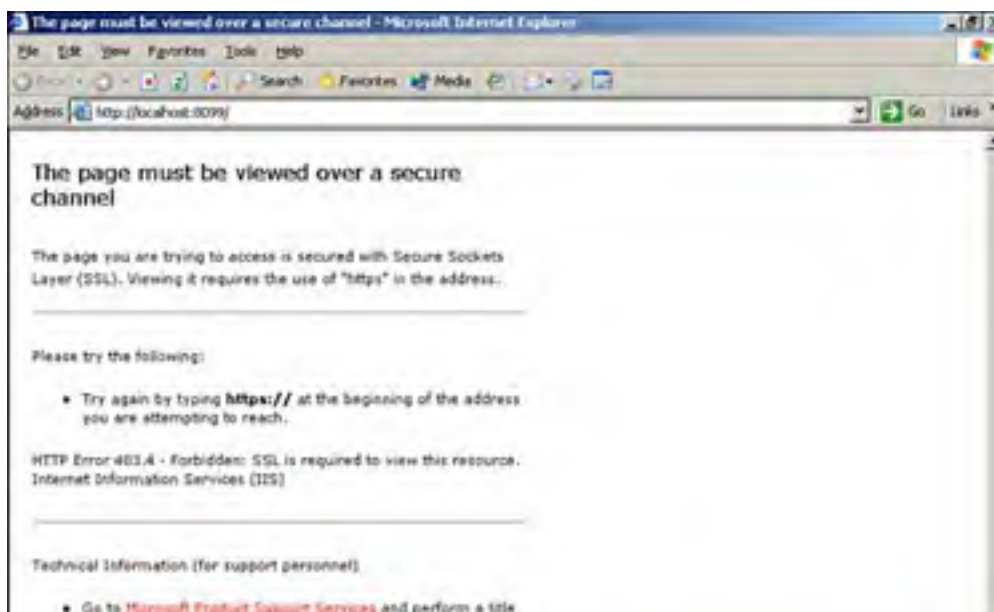 The page must be viewed over a secure channel - Microsoft Internet Explorer
File Edit View Favorites Tools Help
Back Search Favorites Media
Address http://localhost:8099/ Go Links
The page must be viewed over a secure
channel
The page you are trying to access is secured with Secure Sockets
Layer (SSL). Viewing it requires the use of "https" in the address.
Please try the following:
• Try again by typing https:// at the beginning of the address
you are attempting to reach.
HTTP Error 403.4 - Forbidden: SSL is required to view this resource.
Internet Information Services (IIS)
Technical Information (for support personnel)
• Go to Microsoft Product Support Services and perform a title